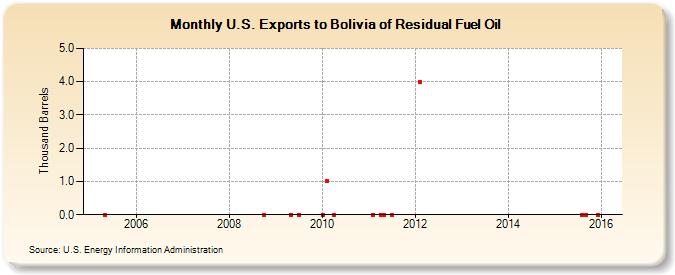 Monthly U.S. Exports to Bolivia of Residual Fuel Oil
Thousand Barrels
5.0
4.0
3.0
2.0
1.0
0.0
2006 2008 2010 2012 2014 2016
Source: U.S. Energy Information Administration